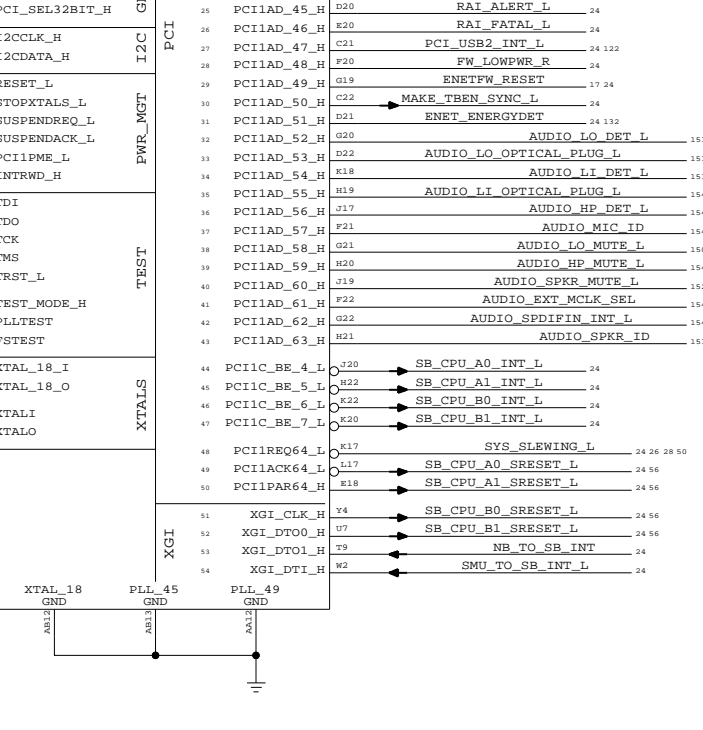 PCI_SEL32BIT_H
I2CCLK_H
I2CDATA_H
RESET_L
STOPXTALS_L
SUSPENDREQ_L
SUSPENDACK_L
PCI1PME_L
INTRWD_H
TDI
TDO
TCK
TMS
TRST_L
TEST_MODE_H
PLLTEST
FSTEST
XTAL_18_I
XTAL_18_O
XTALI
XTALO
I2C
PWR_MGT
TEST
XTALS
PCI
XGI
25 PCI1AD_45_H D20 RAI_ALERT_L 24
26 PCI1AD_46_H E20 RAI_FATAL_L 24
27 PCI1AD_47_H C21 PCI_USB2_INT_L 24 122
28 PCI1AD_48_H F20 FW_LOWPWR_R 24
29 PCI1AD_49_H G19 ENETFW_RESET 17 24
30 PCI1AD_50_H C22 MAKE_TBEN_SYNC_L 24
31 PCI1AD_51_H D21 ENET_ENERGYDET 24 132
32 PCI1AD_52_H G20 AUDIO_LO_DET_L
33 PCI1AD_53_H D22 AUDIO_LO_OPTICAL_PLUG_L
34 PCI1AD_54_H K18 AUDIO_LI_DET_L
35 PCI1AD_55_H H19 AUDIO_LI_OPTICAL_PLUG_L
36 PCI1AD_56_H J17 AUDIO_HP_DET_L
37 PCI1AD_57_H F21 AUDIO_MIC_ID
38 PCI1AD_58_H G21 AUDIO_LO_MUTE_L
39 PCI1AD_59_H H20 AUDIO_HP_MUTE_L
40 PCI1AD_60_H J19 AUDIO_SPKR_MUTE_L
41 PCI1AD_61_H F22 AUDIO_EXT_MCLK_SEL
42 PCI1AD_62_H G22 AUDIO_SPDIFIN_INT_L
43 PCI1AD_63_H H21 AUDIO_SPKR_ID
44 PCI1C_BE_4_L J20 SB_CPU_A0_INT_L 24
45 PCI1C_BE_5_L H22 SB_CPU_A1_INT_L 24
46 PCI1C_BE_6_L K22 SB_CPU_B0_INT_L 24
47 PCI1C_BE_7_L K20 SB_CPU_B1_INT_L 24
48 PCI1REQ64_L K17 SYS_SLEWING_L 24 26 28 50
49 PCI1ACK64_L L17 SB_CPU_A0_SRESET_L 24 56
50 PCI1PAR64_H E18 SB_CPU_A1_SRESET_L 24 56
51 XGI_CLK_H Y4 SB_CPU_B0_SRESET_L 24 56
52 XGI_DTO0_H U7 SB_CPU_B1_SRESET_L 24 56
53 XGI_DTO1_H T9 NB_TO_SB_INT 24
54 XGI_DTI_H W2 SMU_TO_SB_INT_L 24
XTAL_18 PLL_45 PLL_49
GND GND GND
AB12 AB13 AA12